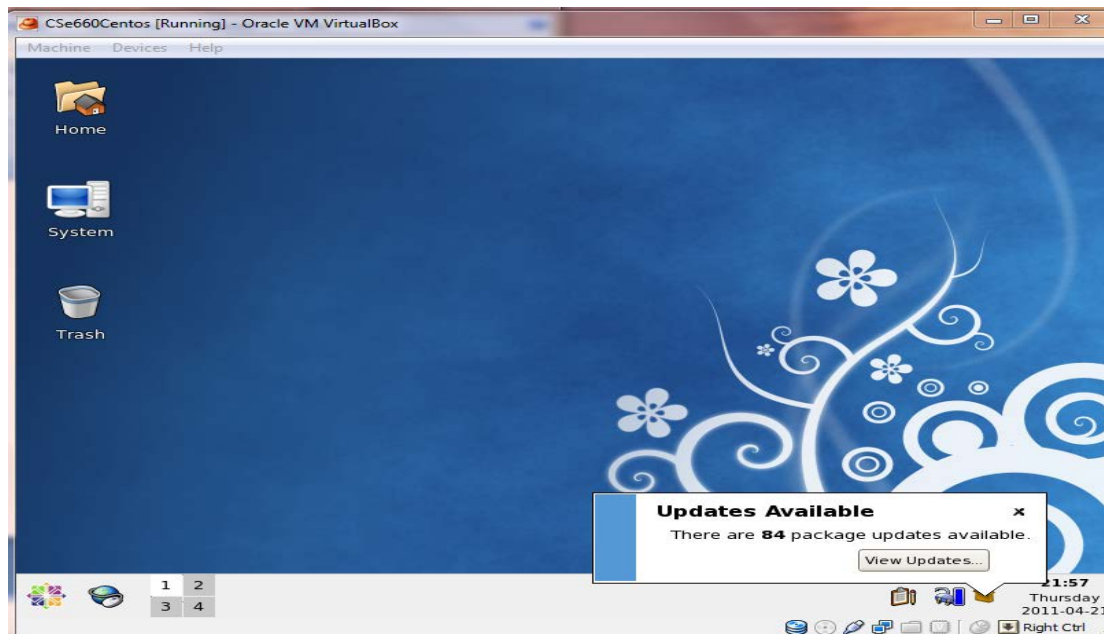 CSe660Centos [Running] - Oracle VM VirtualBox
Machine Devices Help
Home
System
Trash
Updates Available
There are 84 package updates available.
View Updates...
1 2
3 4
21:57
Thursday
2011-04-21
Right Ctrl